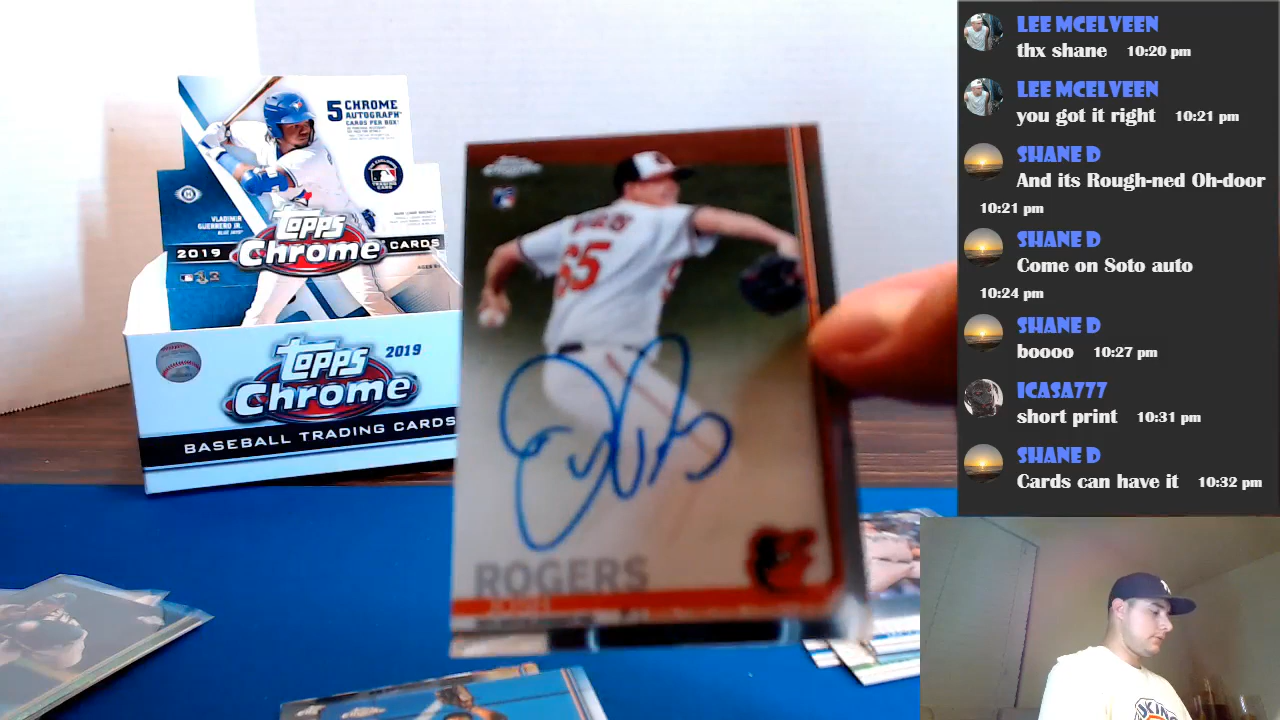 5 CHROME
AUTOGRAPH
CARDS PER BOX!
VLADIMIR
GUERRERO JR.
BLUE JAYS
TOPPS
2019 Chrome CARDS
TOPPS 2019
Chrome
BASEBALL TRADING CARDS
65
ROGERS
LEE MCELVEEN
thx shane 10:20 pm
LEE MCELVEEN
you got it right 10:21 pm
SHANE D
And its Rough-ned Oh-door
10:21 pm
SHANE D
Come on Soto auto
10:24 pm
SHANE D
boooo 10:27 pm
ICASA777
short print 10:31 pm
SHANE D
Cards can have it 10:32 pm